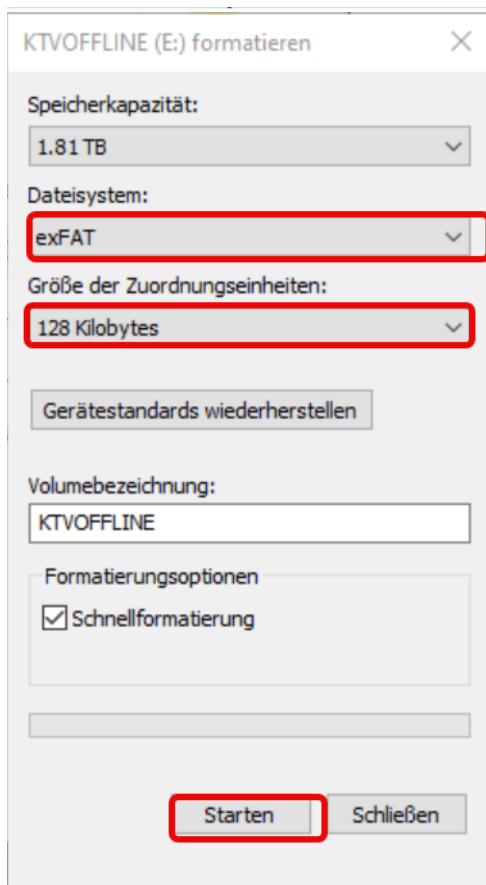 KTVOFFLINE (E:) formatieren
Speicherkapazität:
1.81 TB
Dateisystem:
exFAT
Größe der Zuordnungseinheiten:
128 Kilobytes
Gerätestandards wiederherstellen
Volumebezeichnung:
KTVOFFLINE
Formatierungsoptionen
Schnellformatierung
Starten
Schließen